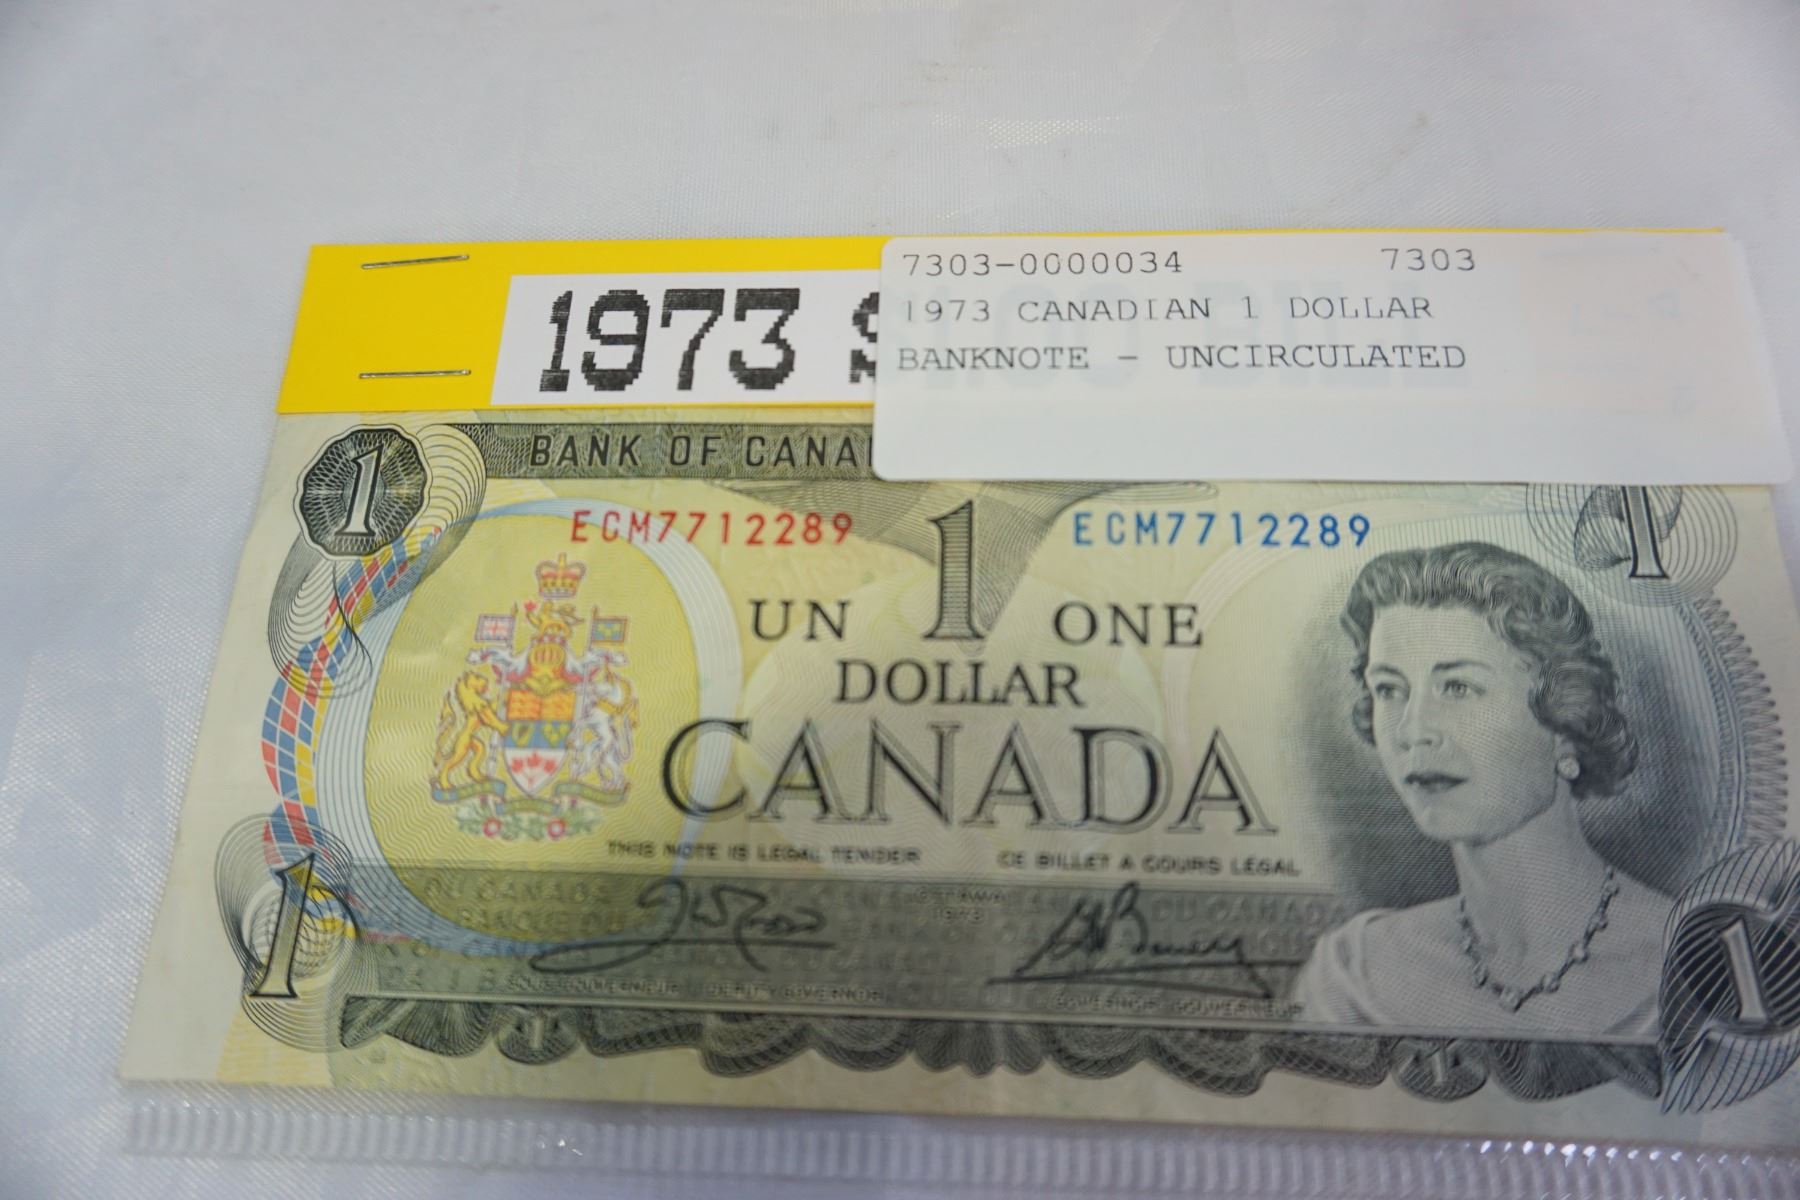 7303-0000034 7303
1973 CANADIAN 1 DOLLAR
BANKNOTE - UNCIRCULATED
1973 $
1 BANK OF CANA 1
ECM7712289 1 ECM7712289
UN ONE
DOLLAR
CANADA
THIS NOTE IS LEGAL TENDER CE BILLET A COURS LEGAL
OTTAWA
1973
1 1